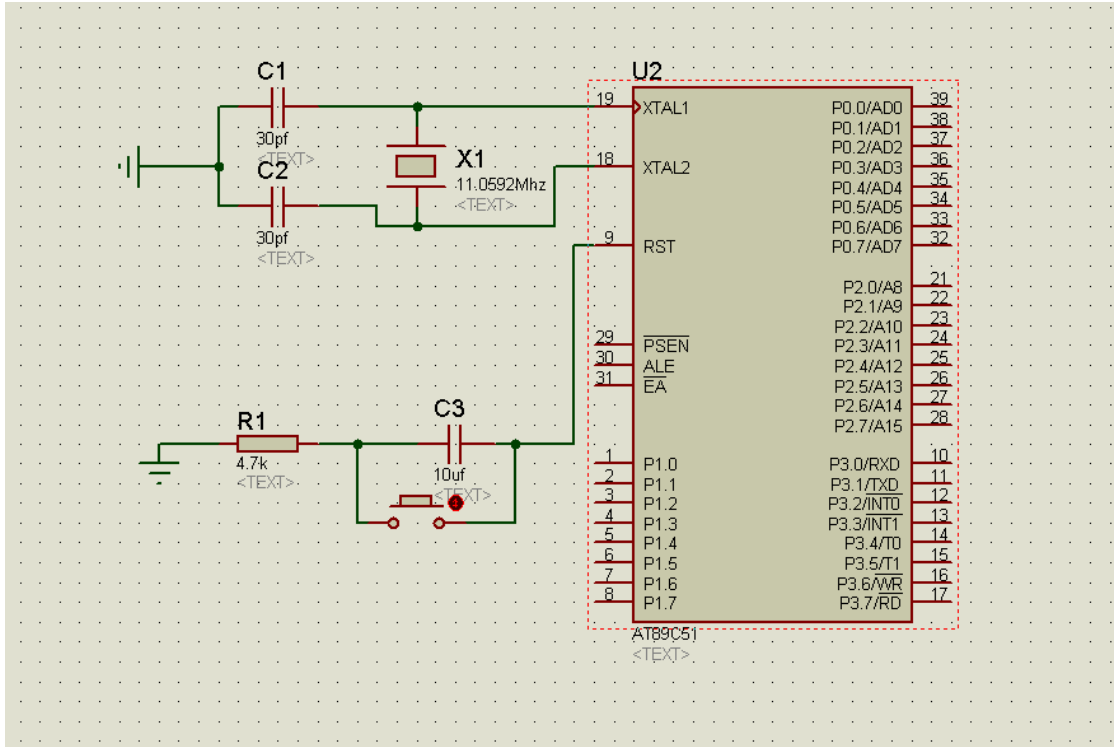 C1
30pf
<TEXT>
C2
30pf
<TEXT>
X1
11.0592Mhz
<TEXT>
R1
4.7k
<TEXT>
C3
10uf
<TEXT>
U2
19 XTAL1
18 XTAL2
9 RST
29 PSEN
30 ALE
31 EA
1 P1.0
2 P1.1
3 P1.2
4 P1.3
5 P1.4
6 P1.5
7 P1.6
8 P1.7
P0.0/AD0 39
P0.1/AD1 38
P0.2/AD2 37
P0.3/AD3 36
P0.4/AD4 35
P0.5/AD5 34
P0.6/AD6 33
P0.7/AD7 32
P2.0/A8 21
P2.1/A9 22
P2.2/A10 23
P2.3/A11 24
P2.4/A12 25
P2.5/A13 26
P2.6/A14 27
P2.7/A15 28
P3.0/RXD 10
P3.1/TXD 11
P3.2/INT0 12
P3.3/INT1 13
P3.4/T0 14
P3.5/T1 15
P3.6/WR 16
P3.7/RD 17
AT89C51
<TEXT>